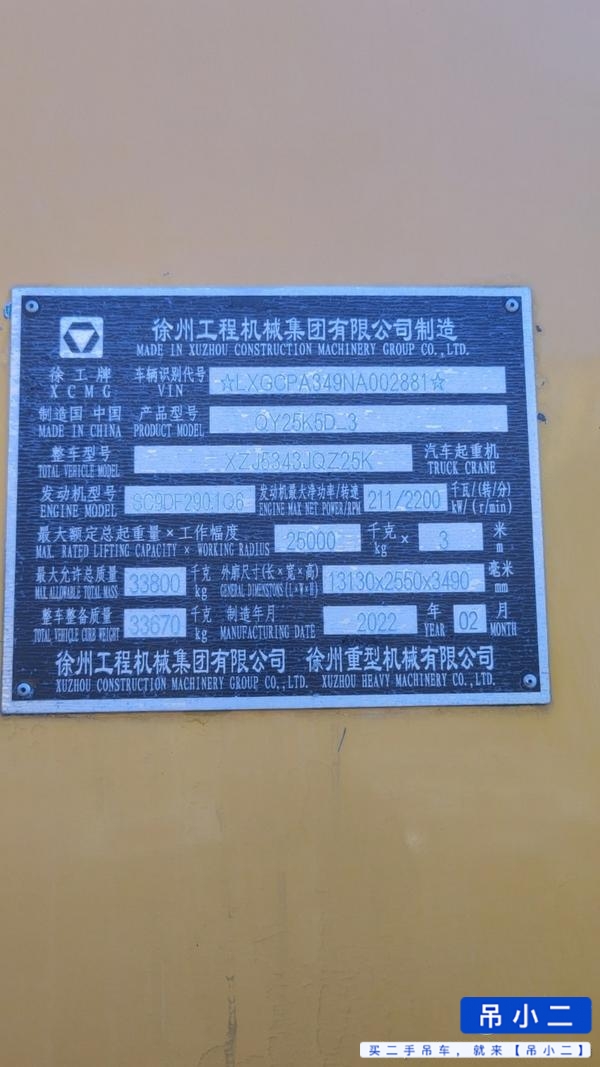 徐州工程机械集团有限公司制造
MADE IN XUZHOU CONSTRUCTION MACHINERY GROUP CO.,LTD.
徐工牌 车辆识别代号 ☆LXGCPA349NA002881☆
XCMG VIN
制造国 中国 产品型号 QY25K5D_3
MADE IN CHINA PRODUCT MODEL
整车型号 XZJ5343JQZ25K 汽车起重机
TOTAL VEHICLE MODEL TRUCK CRANE
发动机型号 SC9DF290.1Q6 发动机最大净功率/转速 211/2200 千瓦/(转/分)
ENGINE MODEL ENGINE MAX NET POWER/RPM kW/(r/min)
最大额定总起重量×工作幅度 25000 千克 × 3 米
MAX. RATED LIFTING CAPACITY × WORKING RADIUS kg m
最大允许总质量 33800 千克 外廓尺寸(长×宽×高) 13130x2550x3490 毫米
MAX.ALLOWABLE TOTAL MASS kg GENERAL DIMENSTONS(L×W×H) mm
整车整备质量 33670 千克 制造年月 2022 年 02 月
TOTAL VEHICLE CURB WEIGHT kg MANUFACTURING DATE YEAR MONTH
徐州工程机械集团有限公司 徐州重型机械有限公司
XUZHOU CONSTRUCTION MACHINERY GROUP CO.,LTD. XUZHOU HEAVY MACHINERY CO.,LTD.
吊小二
买二手吊车，就来【吊小二】